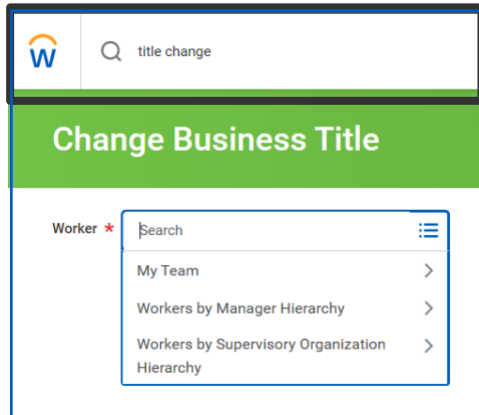 W
title change
Change Business Title
Worker *
Search
My Team
Workers by Manager Hierarchy
Workers by Supervisory Organization
Hierarchy